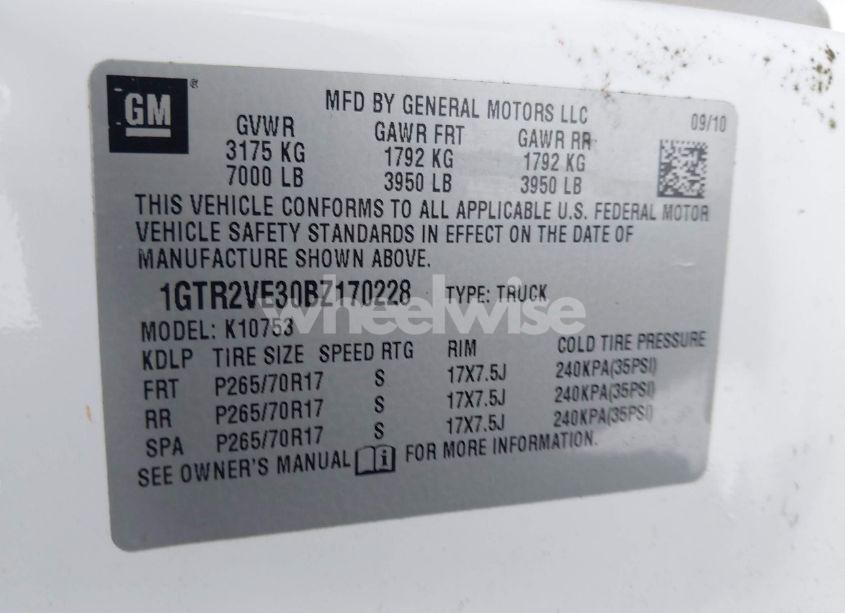 GM ®
MFD BY GENERAL MOTORS LLC
09/10
GVWR GAWR FRT GAWR RR
3175 KG 1792 KG 1792 KG
7000 LB 3950 LB 3950 LB
THIS VEHICLE CONFORMS TO ALL APPLICABLE U.S. FEDERAL MOTOR
VEHICLE SAFETY STANDARDS IN EFFECT ON THE DATE OF
MANUFACTURE SHOWN ABOVE.
1GTR2VE30BZ170228 TYPE: TRUCK
wheelwise
MODEL: K10753
KDLP TIRE SIZE SPEED RTG RIM COLD TIRE PRESSURE
FRT P265/70R17 S 17X7.5J 240KPA(35PSI)
RR P265/70R17 S 17X7.5J 240KPA(35PSI)
SPA P265/70R17 S 17X7.5J 240KPA(35PSI)
SEE OWNER'S MANUAL i FOR MORE INFORMATION.